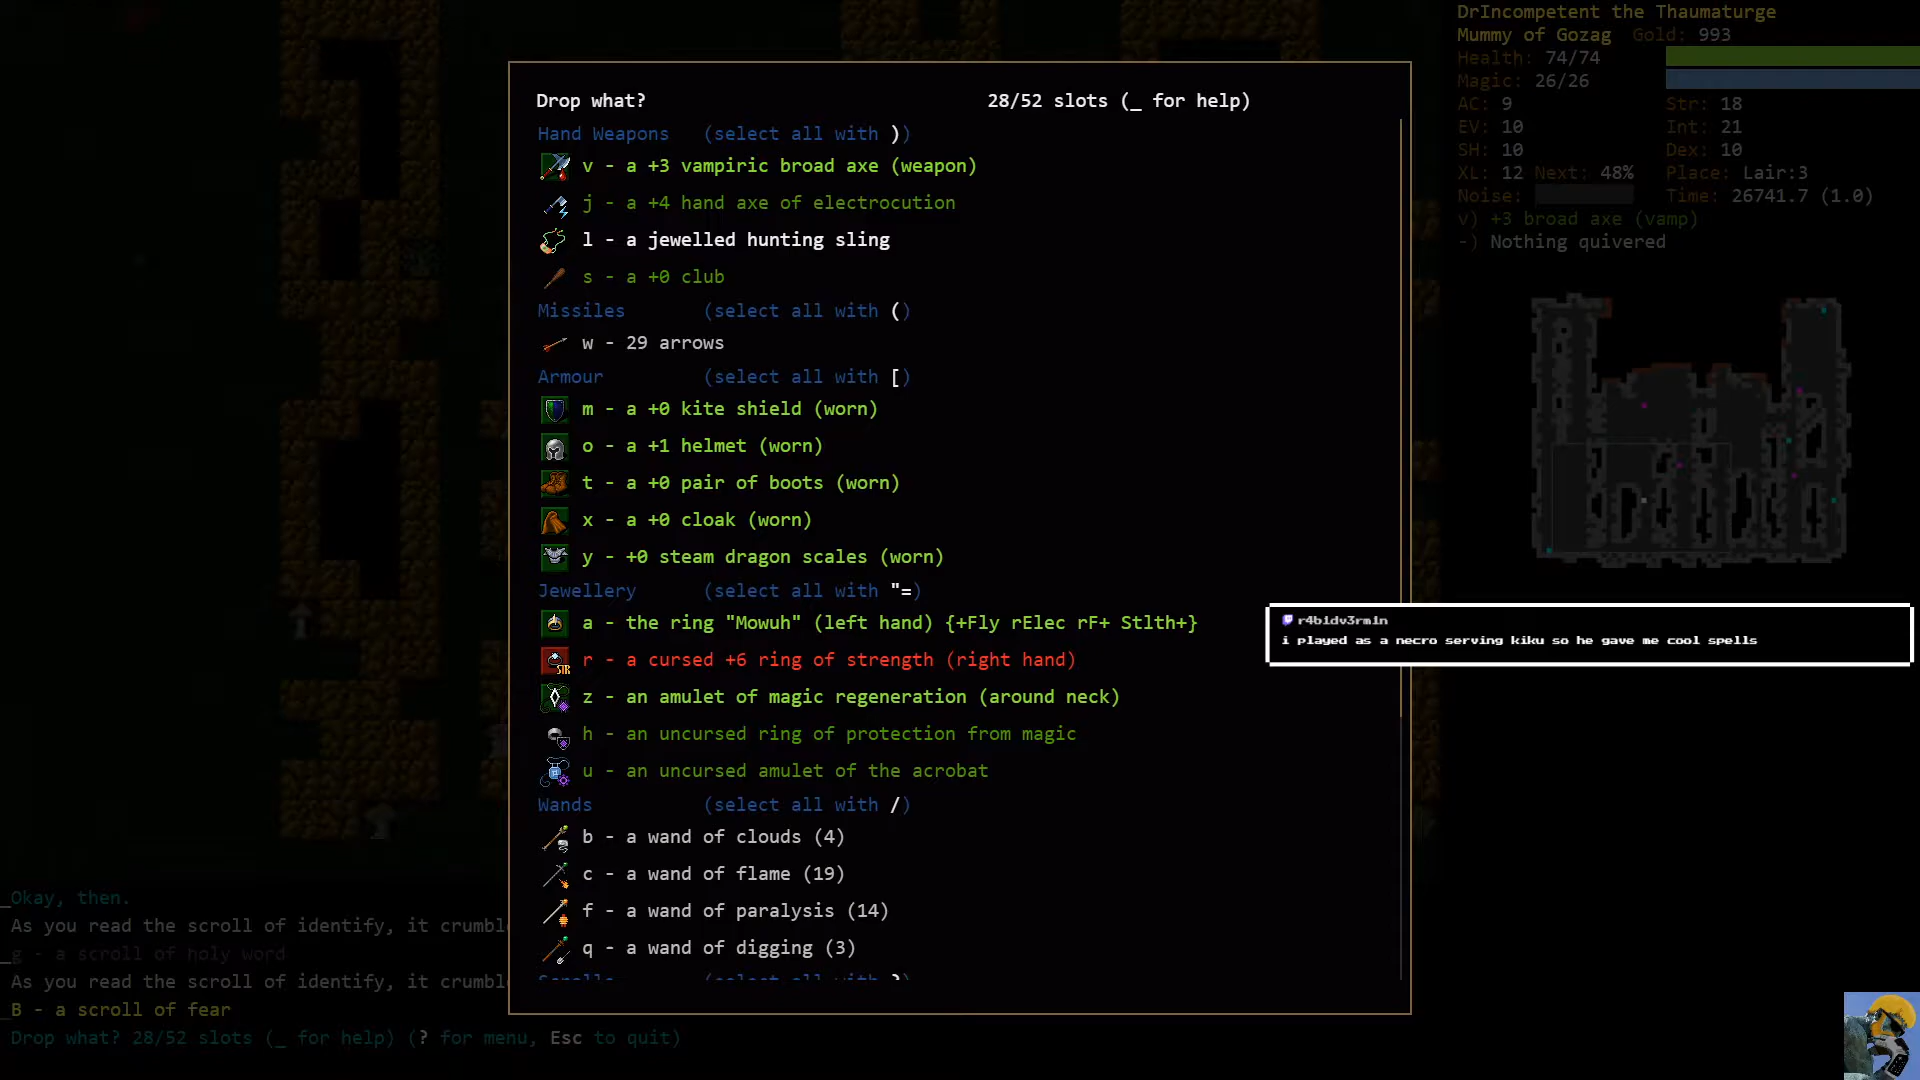 DrIncompetent the Thaumaturge
Mummy of Gozag Gold: 993
Health: 74/74
Magic: 26/26
AC: 9 Str: 18
EV: 10 Int: 21
SH: 10 Dex: 10
XL: 12 Next: 48% Place: Lair:3
Noise: Time: 26741.7 (1.0)
v) +3 broad axe (vamp)
-) Nothing quivered
Drop what? 28/52 slots (_ for help)
Hand Weapons (select all with ))
v - a +3 vampiric broad axe (weapon)
j - a +4 hand axe of electrocution
l - a jewelled hunting sling
s - a +0 club
Missiles (select all with ()
w - 29 arrows
Armour (select all with [)
m - a +0 kite shield (worn)
o - a +1 helmet (worn)
t - a +0 pair of boots (worn)
x - a +0 cloak (worn)
y - +0 steam dragon scales (worn)
Jewellery (select all with "=)
a - the ring "Mowuh" (left hand) {+Fly rElec rF+ Stlth+}
r - a cursed +6 ring of strength (right hand)
STR
z - an amulet of magic regeneration (around neck)
h - an uncursed ring of protection from magic
u - an uncursed amulet of the acrobat
Wands (select all with /)
b - a wand of clouds (4)
c - a wand of flame (19)
f - a wand of paralysis (14)
q - a wand of digging (3)
Scrolls (select all with ?)
r4b1dv3rm1n
i played as a necro serving kiku so he gave me cool spells
_Okay, then.
As you read the scroll of identify, it crumbl
_g - a scroll of holy word
As you read the scroll of identify, it crumbl
_B - a scroll of fear
Drop what? 28/52 slots (_ for help) (? for menu, Esc to quit)